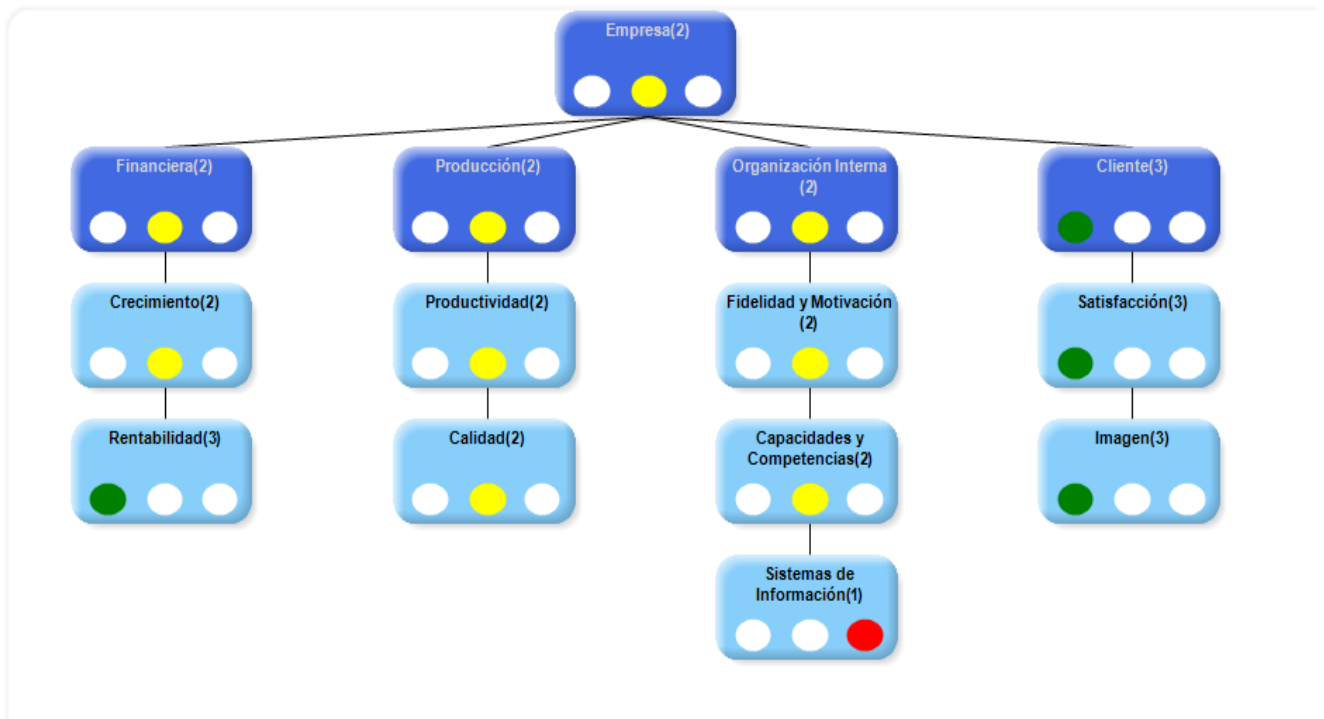 Empresa(2)
Financiera(2)
Producción(2)
Organización Interna
(2)
Cliente(3)
Crecimiento(2)
Productividad(2)
Fidelidad y Motivación
(2)
Satisfacción(3)
Rentabilidad(3)
Calidad(2)
Capacidades y
Competencias(2)
Imagen(3)
Sistemas de
Información(1)